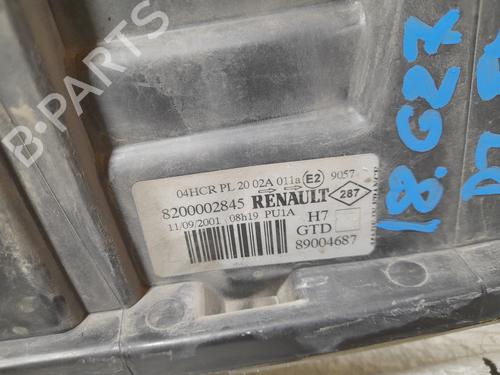 B-PARTS
04HCR PL 20 02A 011a E2 9057
8200002845 RENAULT 287
11/09/2001 08h19 PU1A H7
GTD
89004687
18.G27